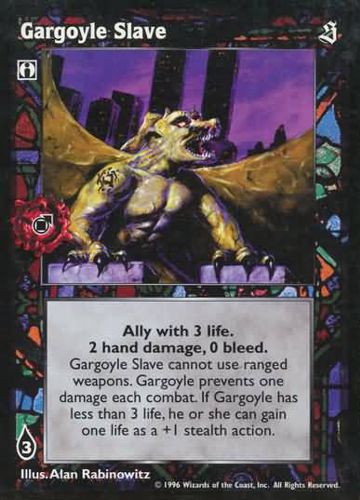 Gargoyle Slave
Ally with 3 life.
2 hand damage, 0 bleed.
Gargoyle Slave cannot use ranged
weapons. Gargoyle prevents one
damage each combat. If Gargoyle has
less than 3 life, he or she can gain
one life as a +1 stealth action.
3
Illus. Alan Rabinowitz
© 1996 Wizards of the Coast, Inc. All Rights Reserved.